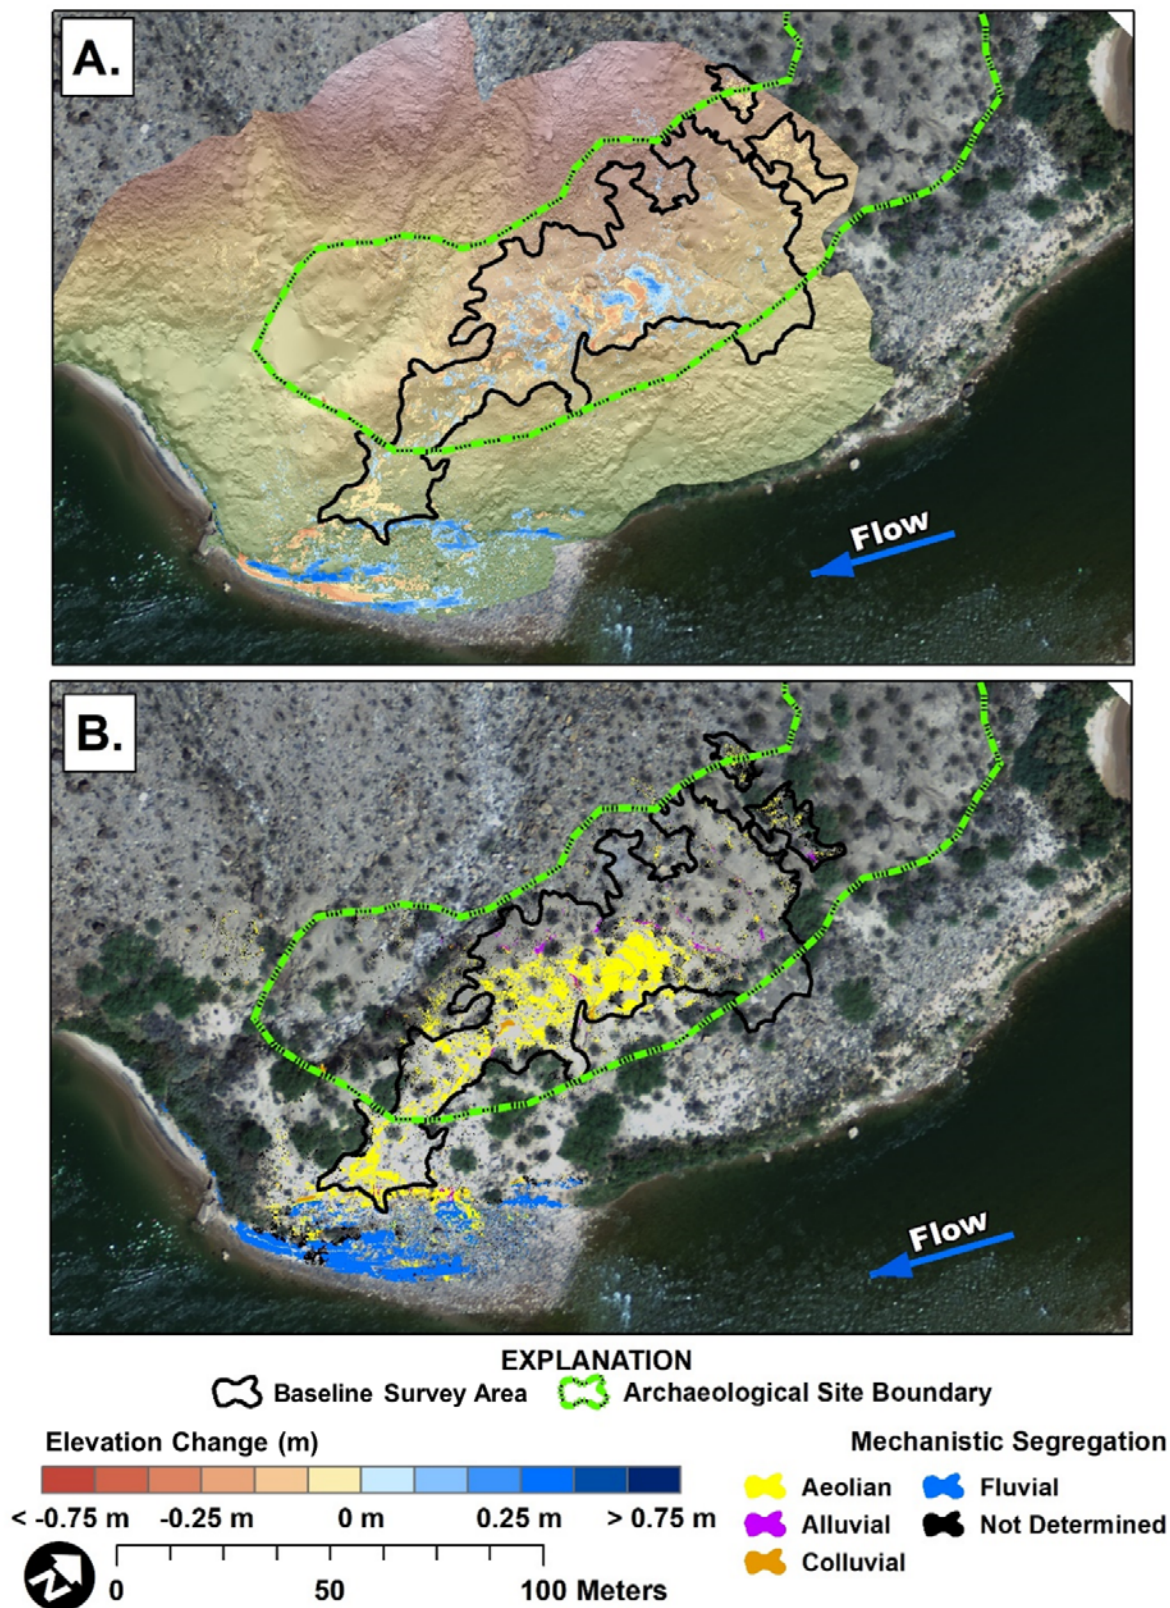 A.
Flow
B.
Flow
EXPLANATION
Baseline Survey Area Archaeological Site Boundary
Elevation Change (m)
< -0.75 m -0.25 m 0 m 0.25 m > 0.75 m
Mechanistic Segregation
Aeolian Fluvial
Alluvial Not Determined
Colluvial
N
0 50 100 Meters